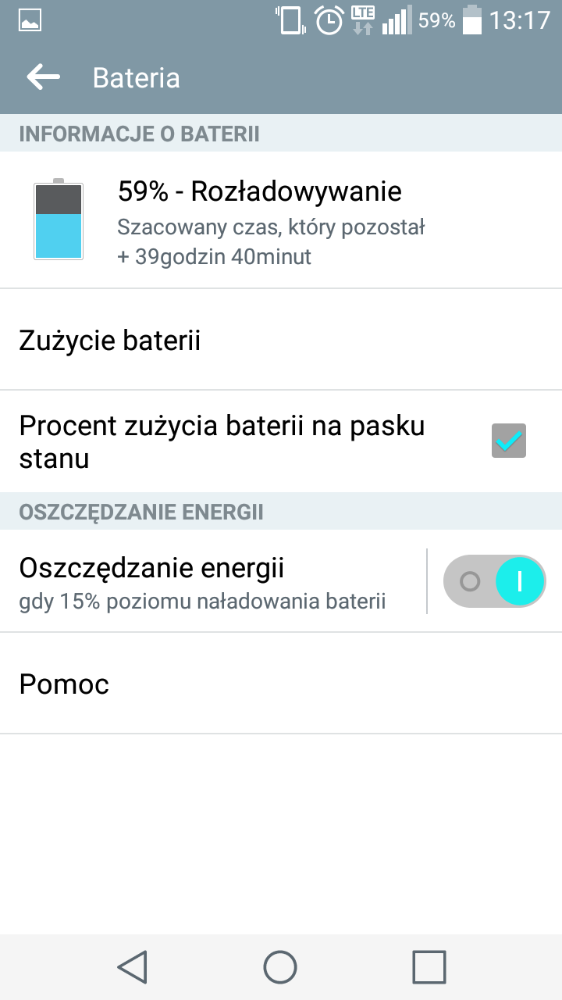 LTE 59% 13:17
Bateria
INFORMACJE O BATERII
59% - Rozładowywanie
Szacowany czas, który pozostał
+ 39godzin 40minut
Zużycie baterii
Procent zużycia baterii na pasku
stanu
OSZCZĘDZANIE ENERGII
Oszczędzanie energii
gdy 15% poziomu naładowania baterii
Pomoc